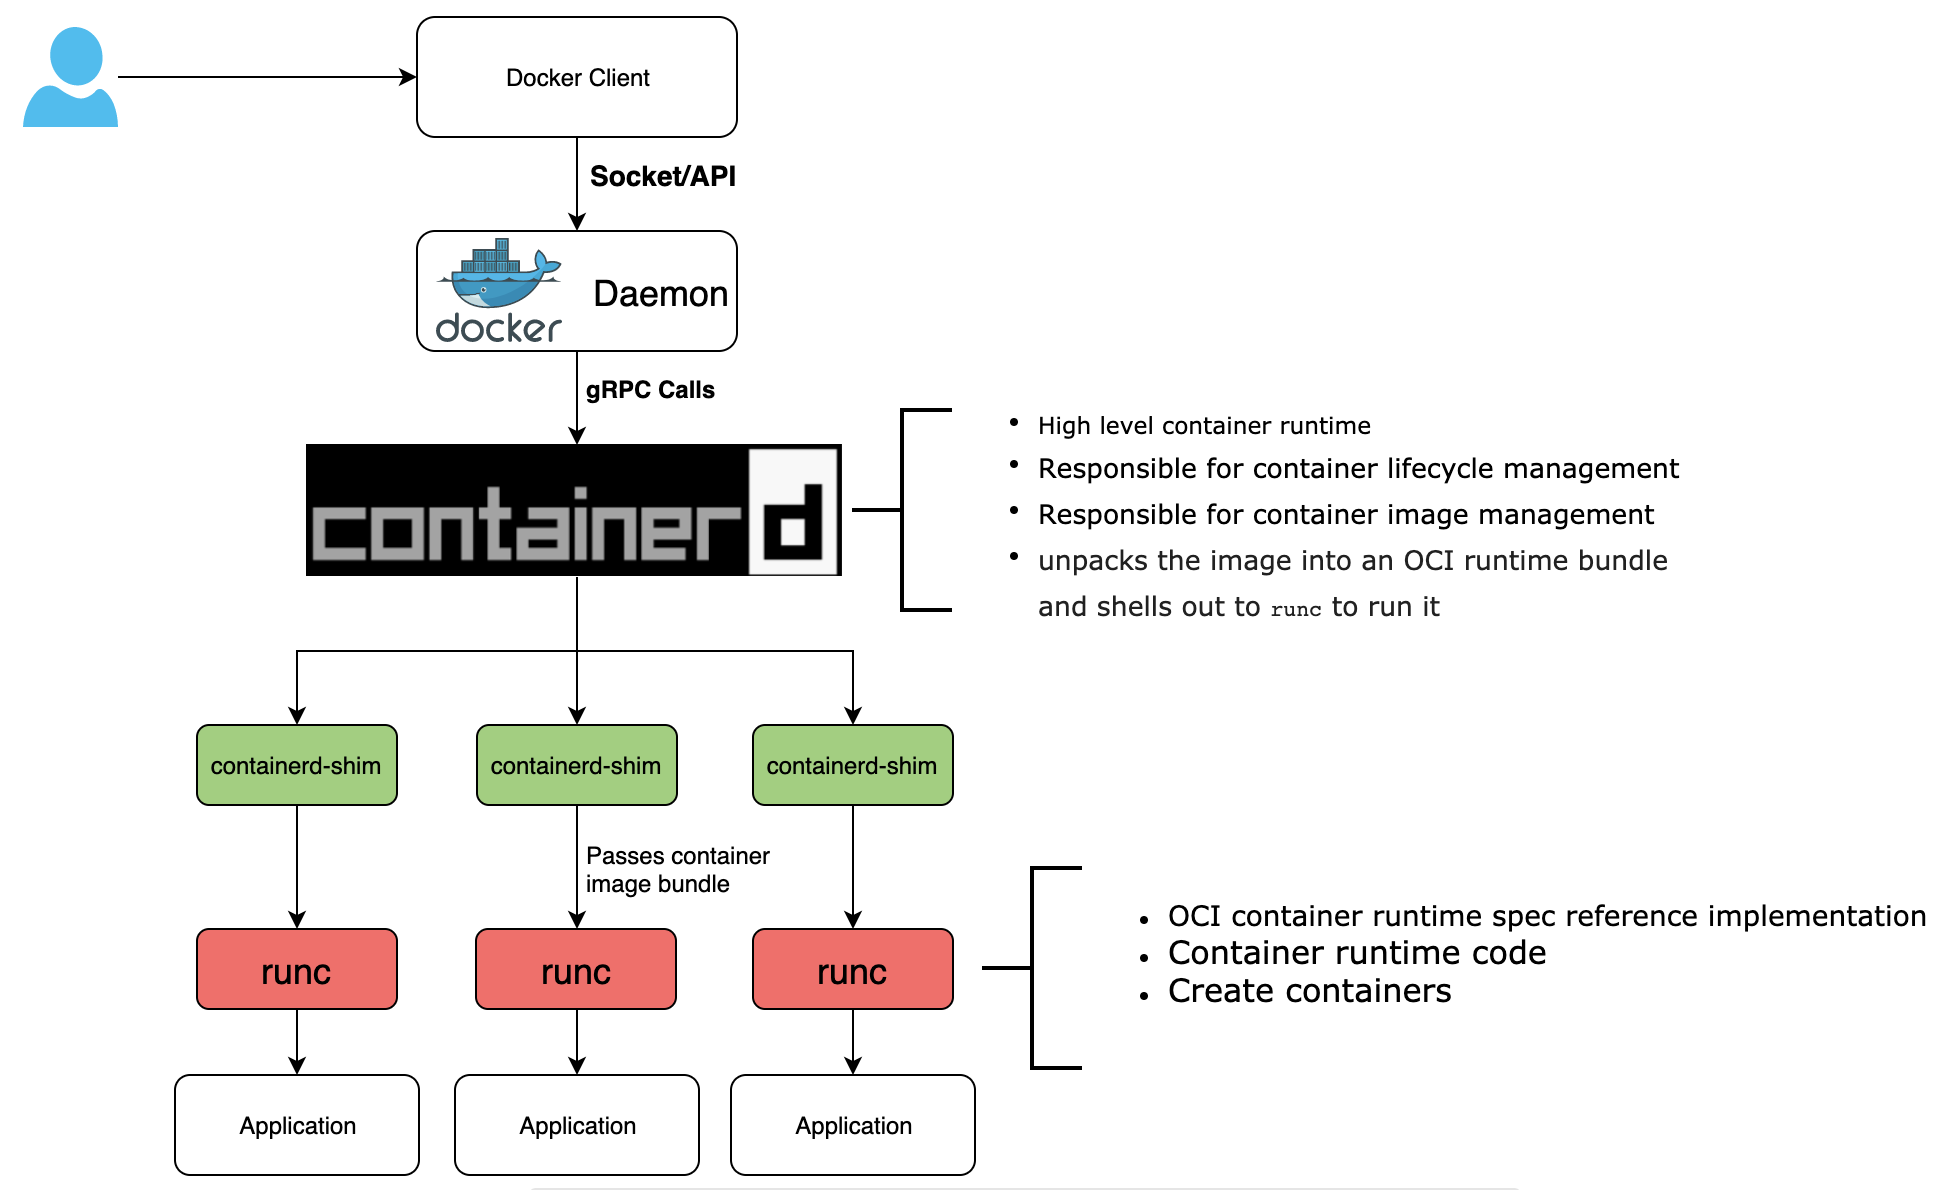 Docker Client
Socket/API
docker
Daemon
gRPC Calls
containerd
High level container runtime
Responsible for container lifecycle management
Responsible for container image management
unpacks the image into an OCI runtime bundle
and shells out to runc to run it
containerd-shim
containerd-shim
containerd-shim
Passes container
image bundle
runc
runc
runc
OCI container runtime spec reference implementation
Container runtime code
Create containers
Application
Application
Application